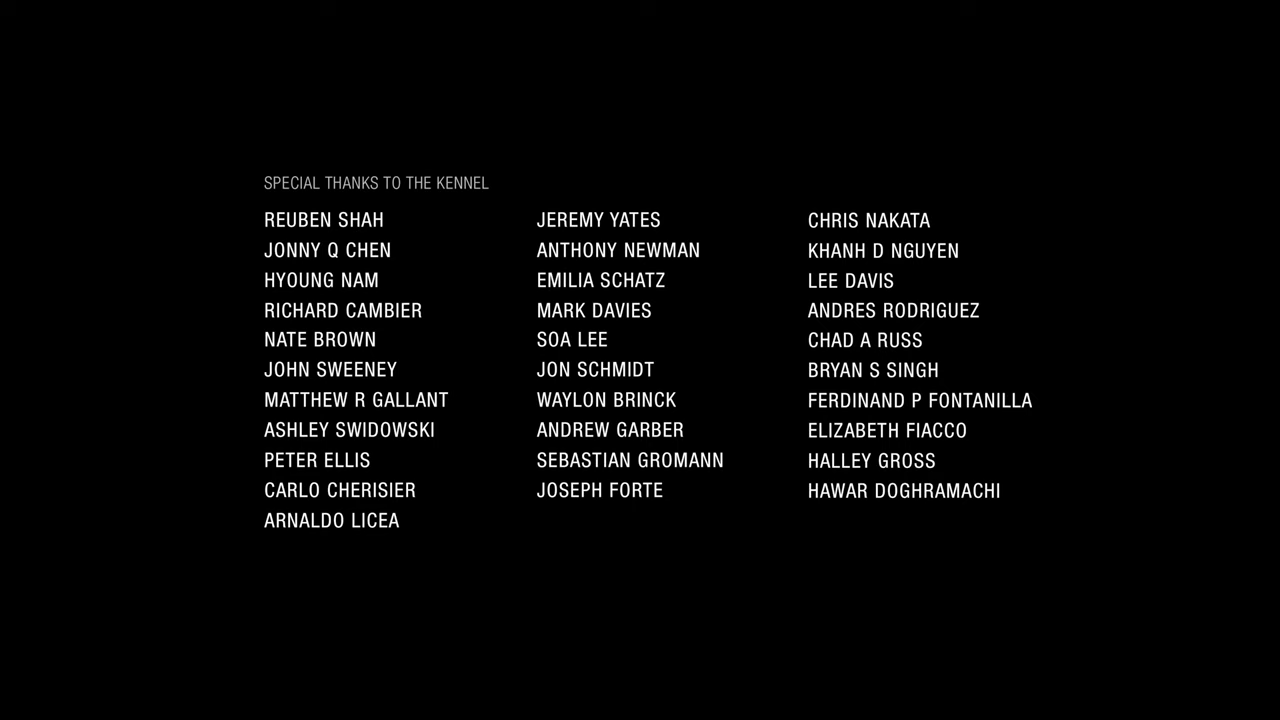 SPECIAL THANKS TO THE KENNEL
REUBEN SHAH
JONNY Q CHEN
HYOUNG NAM
RICHARD CAMBIER
NATE BROWN
JOHN SWEENEY
MATTHEW R GALLANT
ASHLEY SWIDOWSKI
PETER ELLIS
CARLO CHERISIER
ARNALDO LICEA
JEREMY YATES
ANTHONY NEWMAN
EMILIA SCHATZ
MARK DAVIES
SOA LEE
JON SCHMIDT
WAYLON BRINCK
ANDREW GARBER
SEBASTIAN GROMANN
JOSEPH FORTE
CHRIS NAKATA
KHANH D NGUYEN
LEE DAVIS
ANDRES RODRIGUEZ
CHAD A RUSS
BRYAN S SINGH
FERDINAND P FONTANILLA
ELIZABETH FIACCO
HALLEY GROSS
HAWAR DOGHRAMACHI